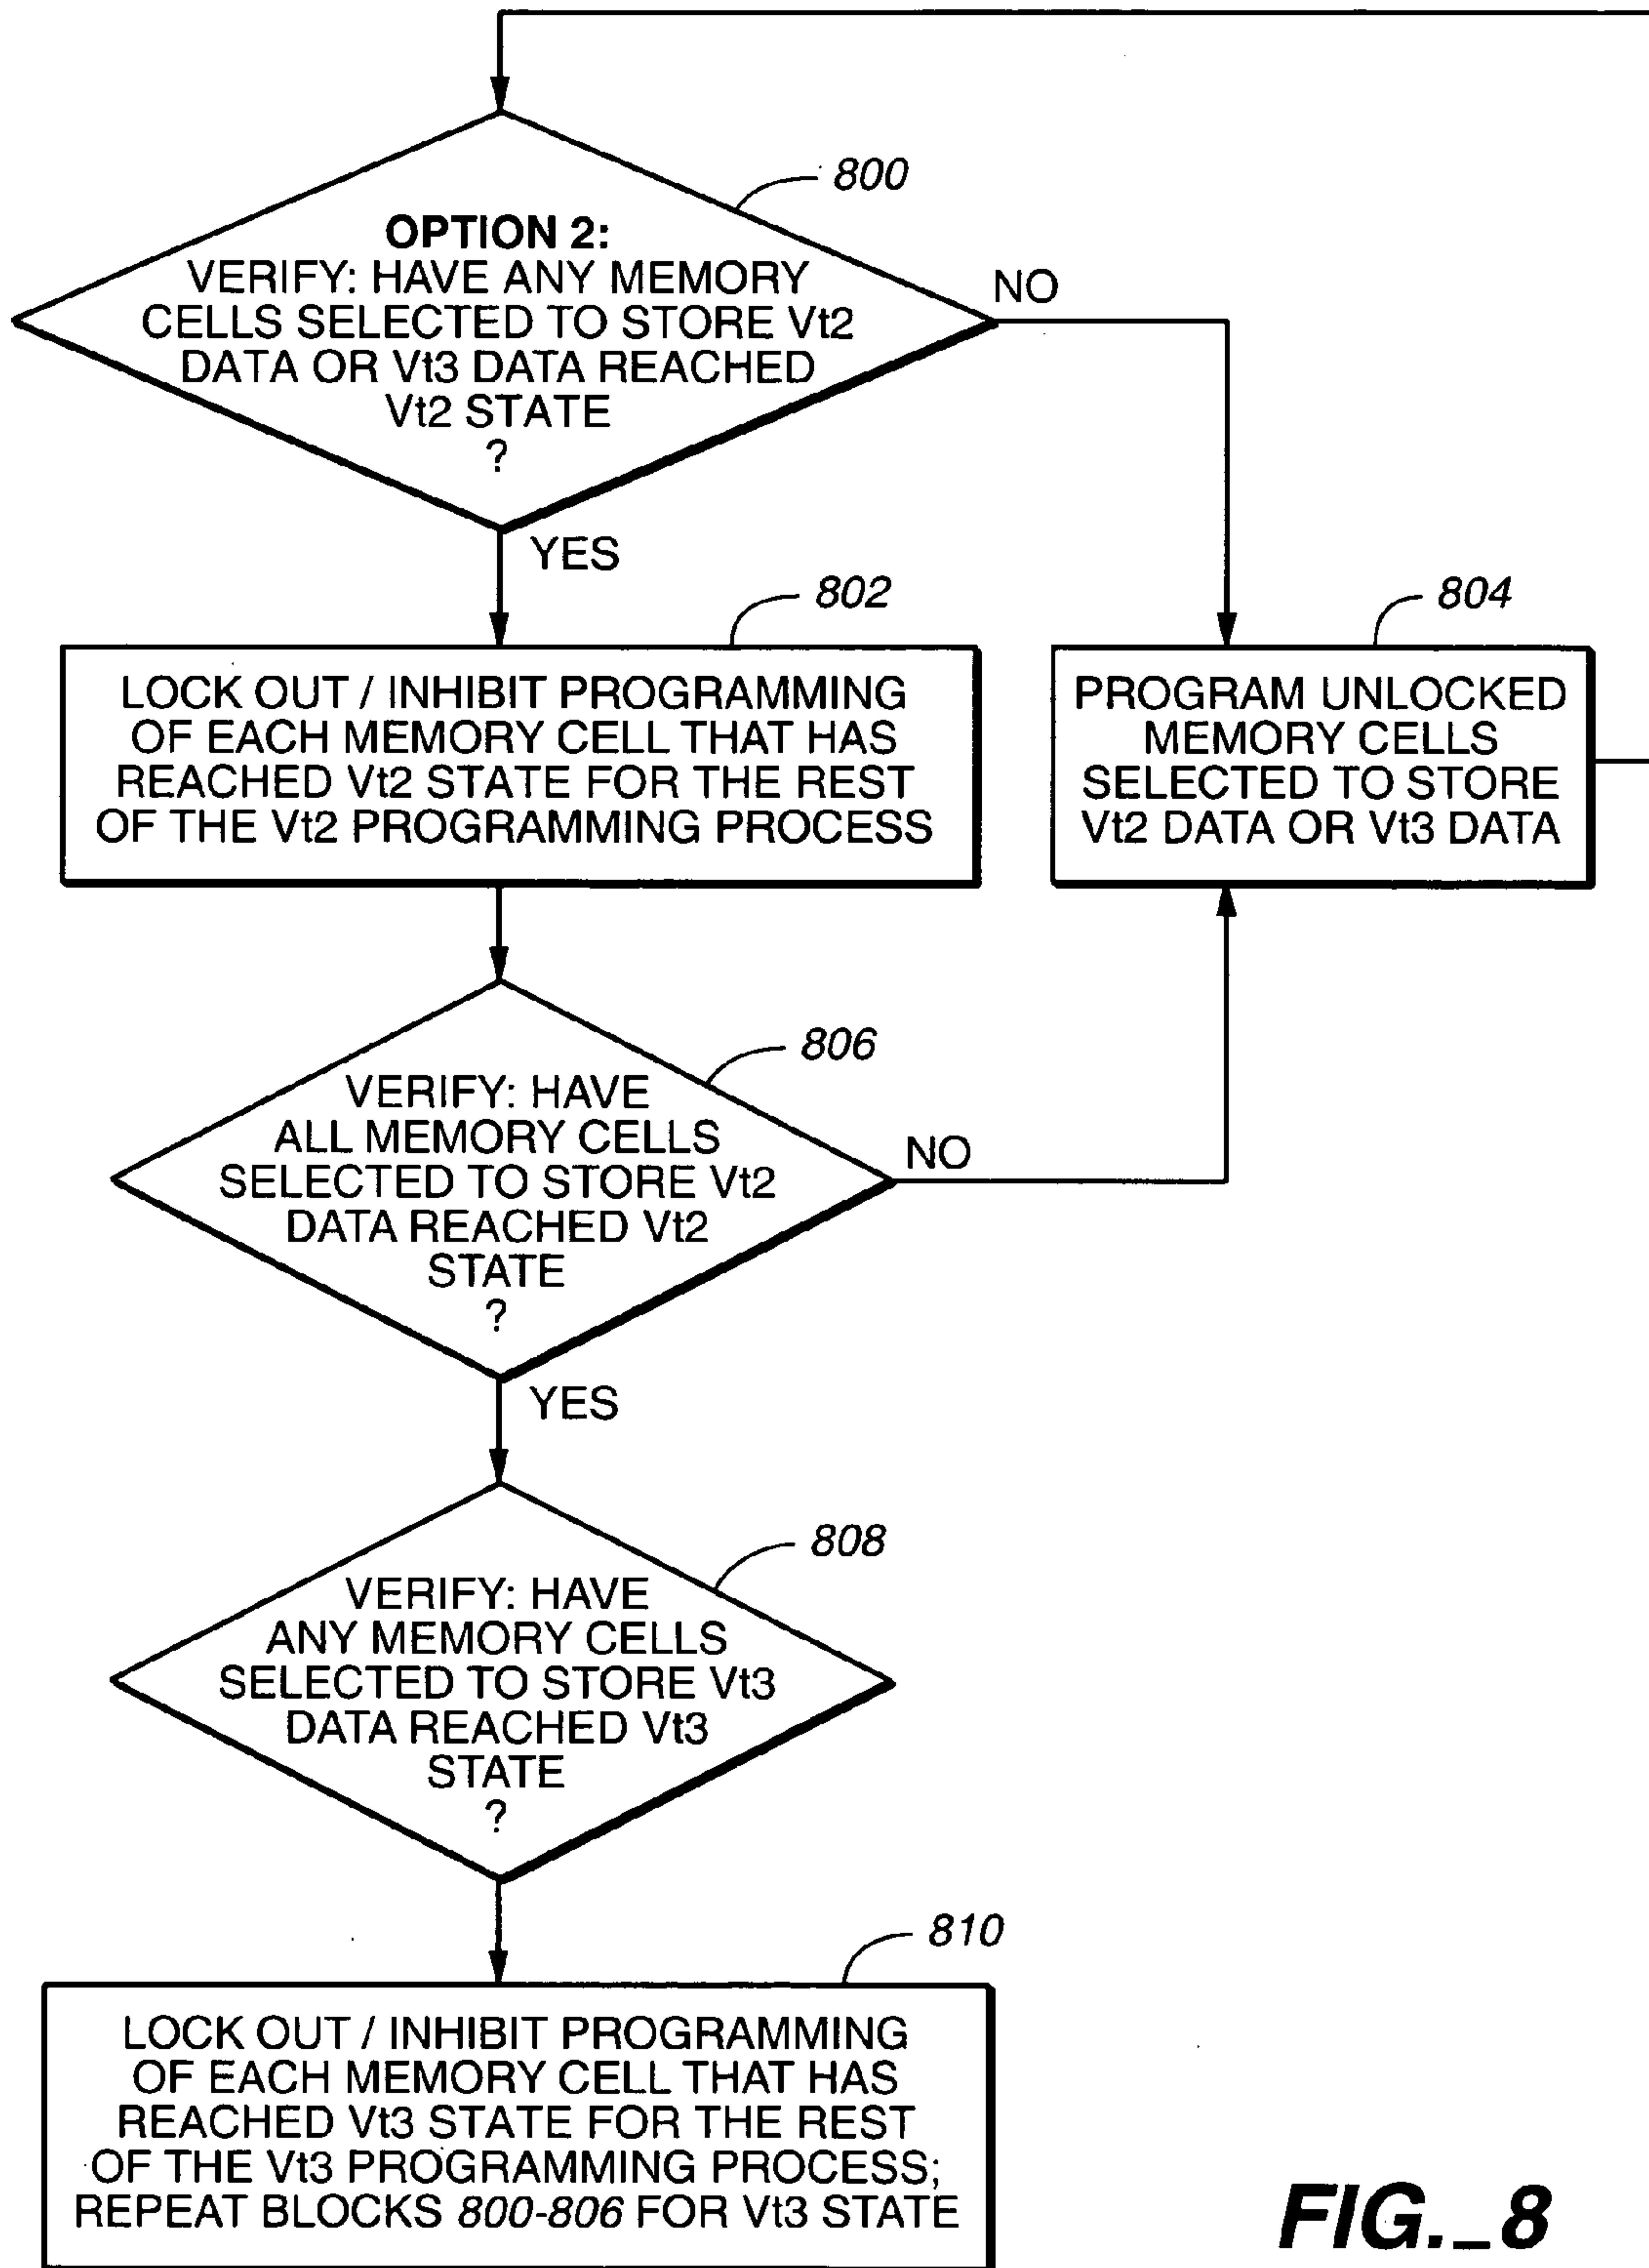 800
OPTION 2:
VERIFY: HAVE ANY MEMORY
CELLS SELECTED TO STORE Vt2
DATA OR Vt3 DATA REACHED
Vt2 STATE
?
NO
YES
802
LOCK OUT / INHIBIT PROGRAMMING
OF EACH MEMORY CELL THAT HAS
REACHED Vt2 STATE FOR THE REST
OF THE Vt2 PROGRAMMING PROCESS
804
PROGRAM UNLOCKED
MEMORY CELLS
SELECTED TO STORE
Vt2 DATA OR Vt3 DATA
806
VERIFY: HAVE
ALL MEMORY CELLS
SELECTED TO STORE Vt2
DATA REACHED Vt2
STATE
?
NO
YES
808
VERIFY: HAVE
ANY MEMORY CELLS
SELECTED TO STORE Vt3
DATA REACHED Vt3
STATE
?
810
LOCK OUT / INHIBIT PROGRAMMING
OF EACH MEMORY CELL THAT HAS
REACHED Vt3 STATE FOR THE REST
OF THE Vt3 PROGRAMMING PROCESS;
REPEAT BLOCKS 800-806 FOR Vt3 STATE
FIG._8